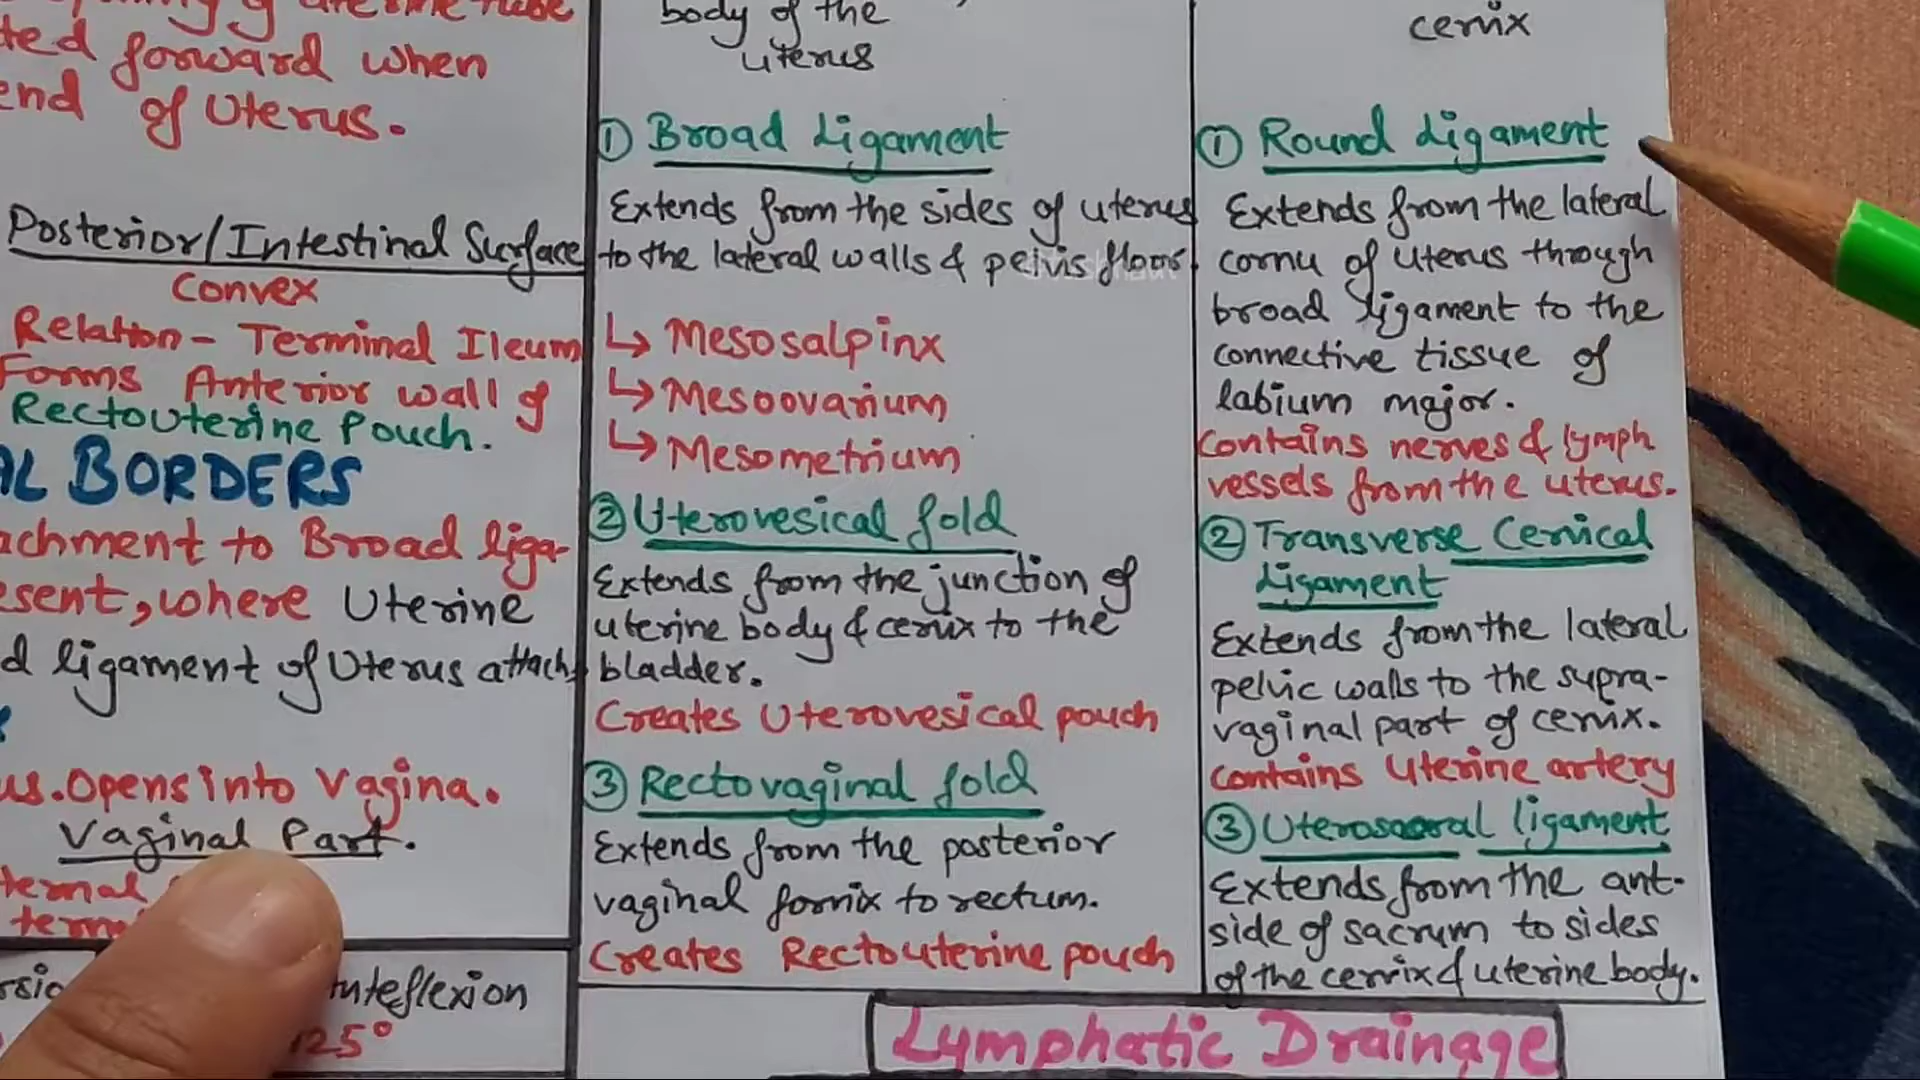 ted forward when
end of Uterus.
Posterior/Intestinal Surface
Convex
Relation - Terminal Ileum
Forms Anterior wall of
Rectouterine Pouch.
BORDERS
to Broad liga-
where Uterine
ligament of Uterus attach
Opens into Vagina.
Vaginal Part.
Anteflexion
125°
body of the
uterus
① Broad Ligament
Extends from the sides of uterus
to the lateral walls & pelvis floor.
↳ Mesosalpinx
↳ Mesoovarium
↳ Mesometrium
② Uterovesical fold
Extends from the junction of
uterine body & cervix to the
bladder.
Creates Uterovesical pouch
③ Rectovaginal fold
Extends from the posterior
vaginal fornix to rectum.
Creates Rectouterine pouch
cervix
① Round Ligament
Extends from the lateral
cornu of uterus through
broad ligament to the
connective tissue of
labium major.
Contains nerves & lymph
vessels from the uterus.
② Transverse Cervical
Ligament
Extends from the lateral
pelvic walls to the supra-
vaginal part of cervix.
Contains Uterine artery
③ Uterosacral ligament
Extends from the ant-
side of sacrum to sides
of the cervix & uterine body.
Lymphatic Drainage